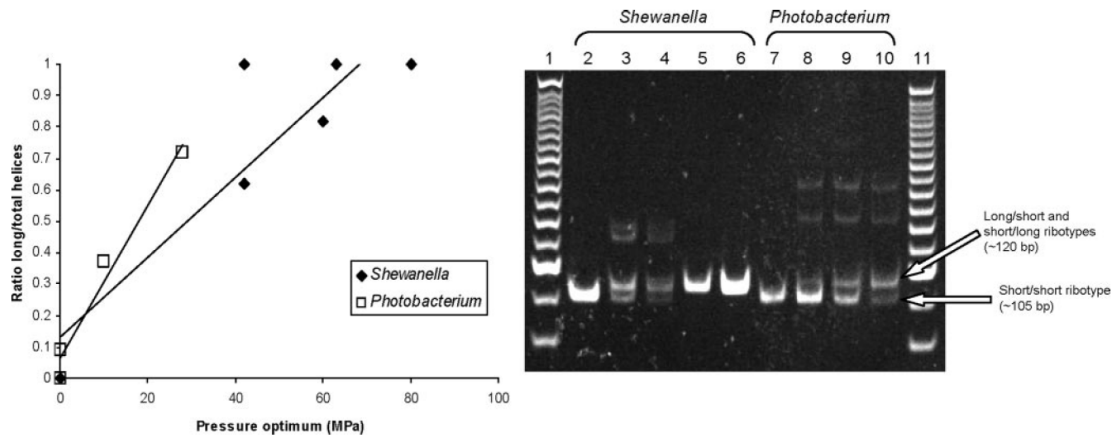 Ratio long/total helices
1
0.9
0.8
0.7
0.6
0.5
0.4
0.3
0.2
0.1
0
0 20 40 60 80 100
Pressure optimum (MPa)
Shewanella
Photobacterium
Shewanella Photobacterium
1 2 3 4 5 6 7 8 9 10 11
Long/short and
short/long ribotypes
(~120 bp)
Short/short ribotype
(~105 bp)